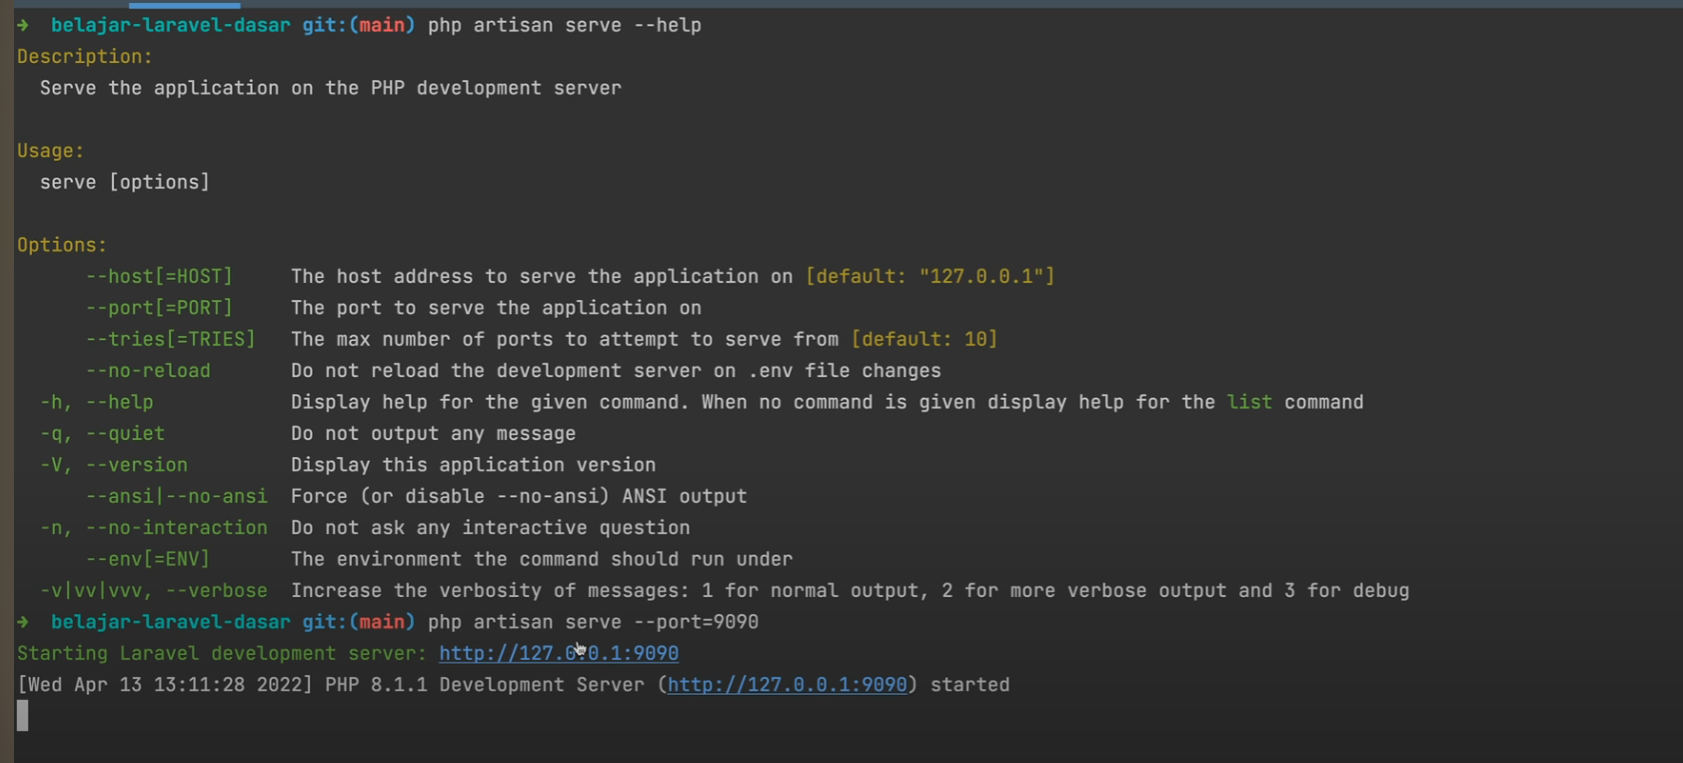 → belajar-laravel-dasar git:(main) php artisan serve --help
Description:
  Serve the application on the PHP development server

Usage:
  serve [options]

Options:
      --host[=HOST]     The host address to serve the application on [default: "127.0.0.1"]
      --port[=PORT]     The port to serve the application on
      --tries[=TRIES]   The max number of ports to attempt to serve from [default: 10]
      --no-reload       Do not reload the development server on .env file changes
  -h, --help            Display help for the given command. When no command is given display help for the list command
  -q, --quiet           Do not output any message
  -V, --version         Display this application version
      --ansi|--no-ansi  Force (or disable --no-ansi) ANSI output
  -n, --no-interaction  Do not ask any interactive question
      --env[=ENV]       The environment the command should run under
  -v|vv|vvv, --verbose  Increase the verbosity of messages: 1 for normal output, 2 for more verbose output and 3 for debug
→ belajar-laravel-dasar git:(main) php artisan serve --port=9090
Starting Laravel development server: http://127.0.0.1:9090
[Wed Apr 13 13:11:28 2022] PHP 8.1.1 Development Server (http://127.0.0.1:9090) started